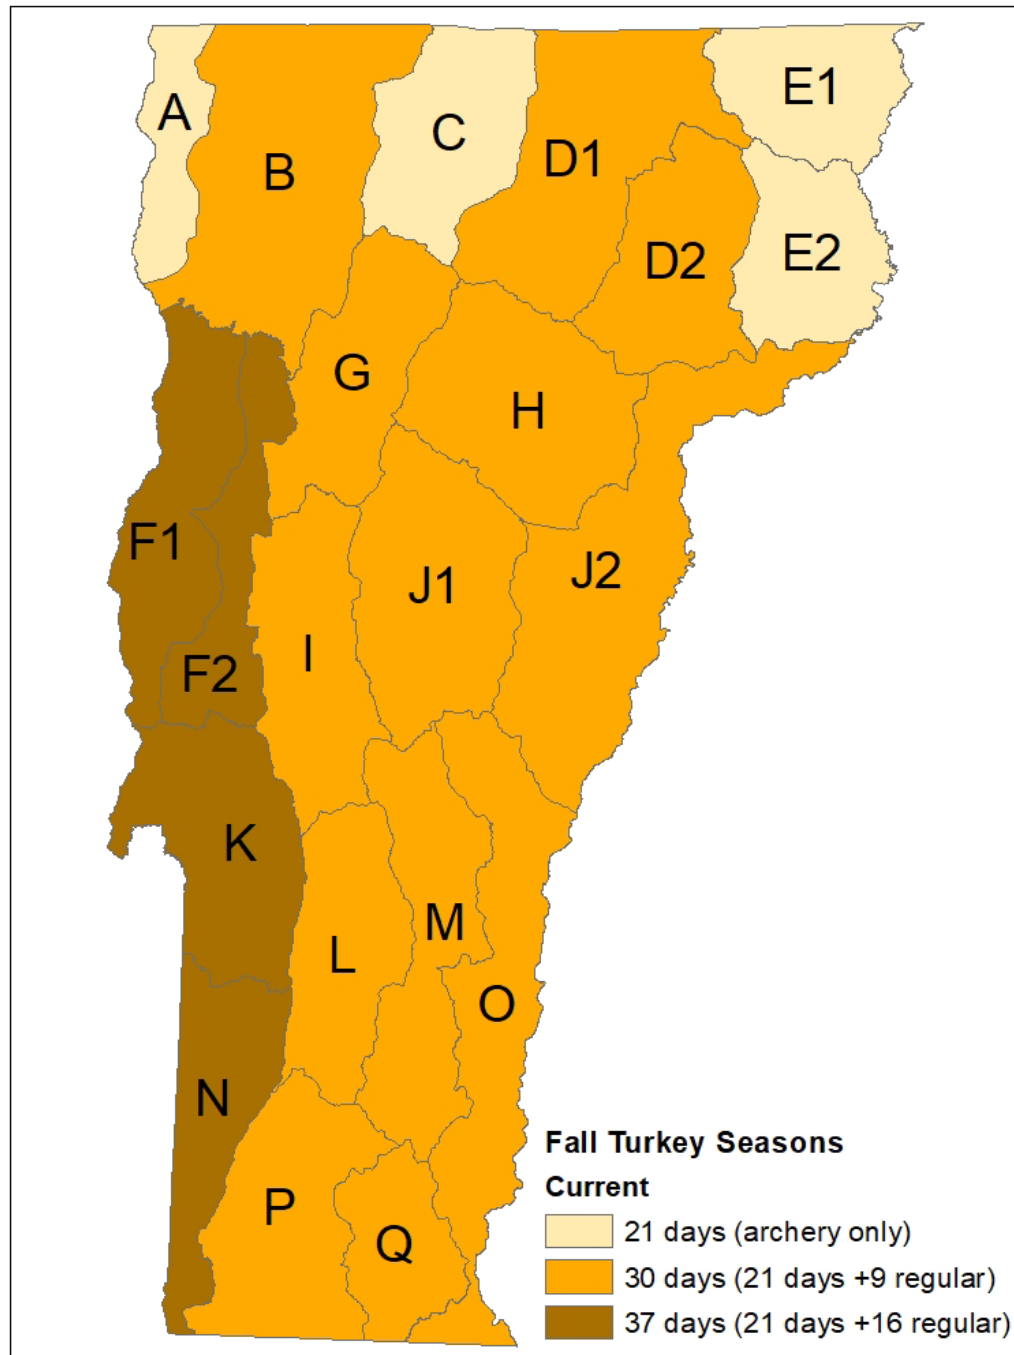 A
B
C
D1
E1
D2
E2
G
H
F1
J1
J2
I
F2
K
L
M
O
N
P
Q
Fall Turkey Seasons
Current
21 days (archery only)
30 days (21 days +9 regular)
37 days (21 days +16 regular)